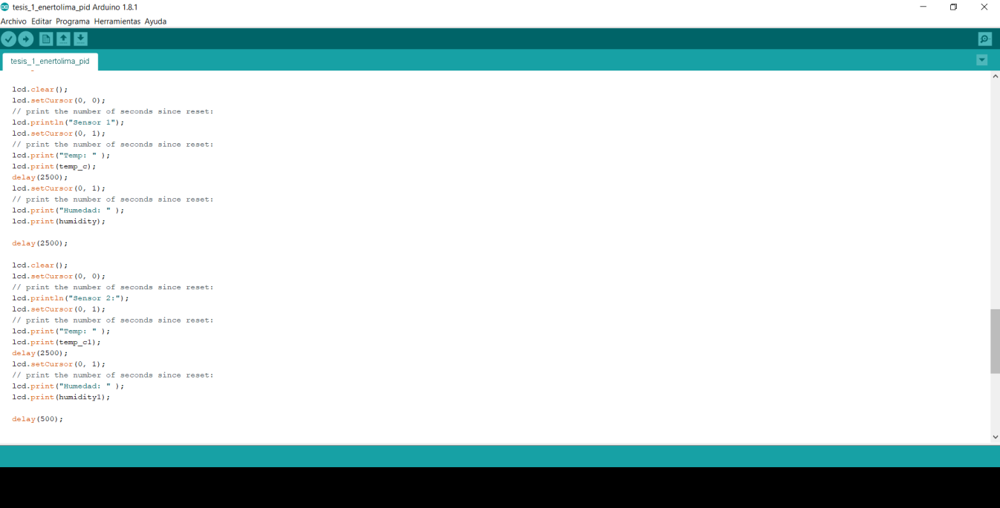 tesis_1_enertolima_pid Arduino 1.8.1
Archivo Editar Programa Herramientas Ayuda
tesis_1_enertolima_pid
lcd.clear();
lcd.setCursor(0, 0);
// print the number of seconds since reset:
lcd.println("Sensor 1");
lcd.setCursor(0, 1);
// print the number of seconds since reset:
lcd.print("Temp: " );
lcd.print(temp_c);
delay(2500);
lcd.setCursor(0, 1);
// print the number of seconds since reset:
lcd.print("Humedad: " );
lcd.print(humidity);
delay(2500);
lcd.clear();
lcd.setCursor(0, 0);
// print the number of seconds since reset:
lcd.println("Sensor 2:");
lcd.setCursor(0, 1);
// print the number of seconds since reset:
lcd.print("Temp: " );
lcd.print(temp_c1);
delay(2500);
lcd.setCursor(0, 1);
// print the number of seconds since reset:
lcd.print("Humedad: " );
lcd.print(humidity1);
delay(500);